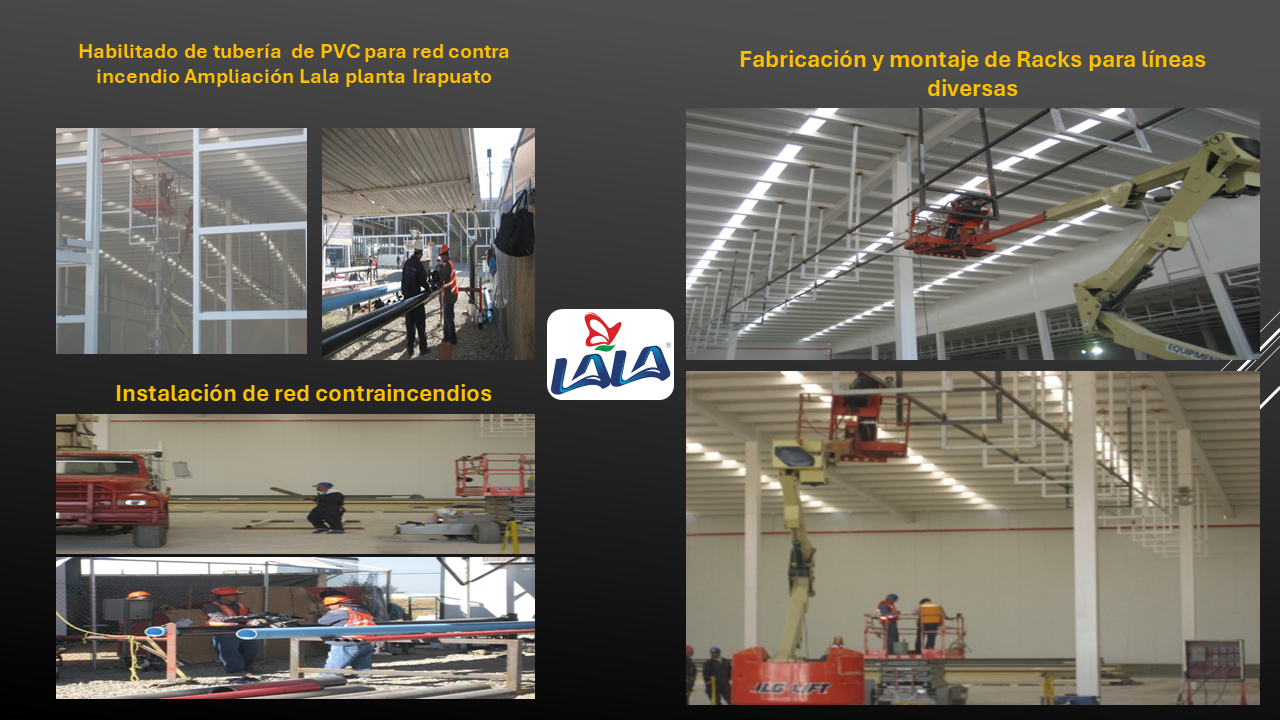 Habilitado de tubería  de PVC para red contra
incendio Ampliación Lala planta Irapuato
Instalación de red contraincendios
LALA
®
Fabricación y montaje de Racks para líneas
diversas
EQUIPMEN
JLG LIFT